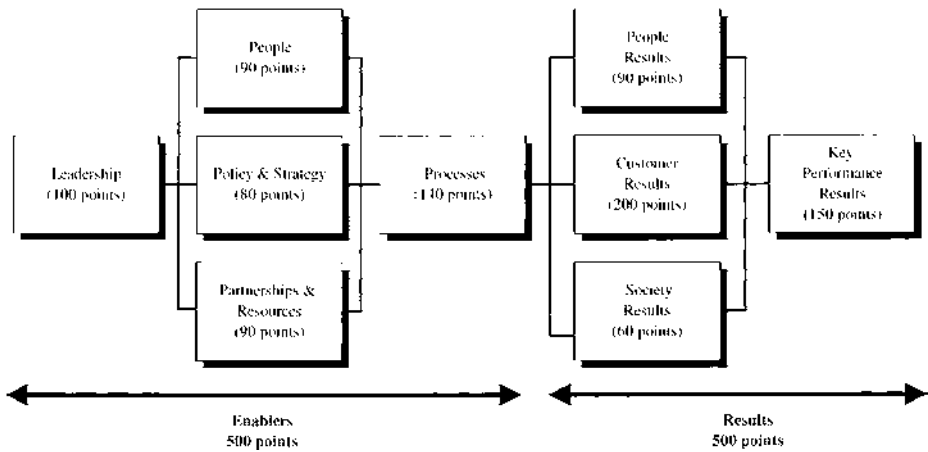 People
(90 points)
People
Results
(90 points)
Leadership
(100 points)
Policy & Strategy
(80 points)
Processes
(140 points)
Customer
Results
(200 points)
Key
Performance
Results
(150 points)
Partnerships &
Resources
(90 points)
Society
Results
(60 points)
Enablers
500 points
Results
500 points